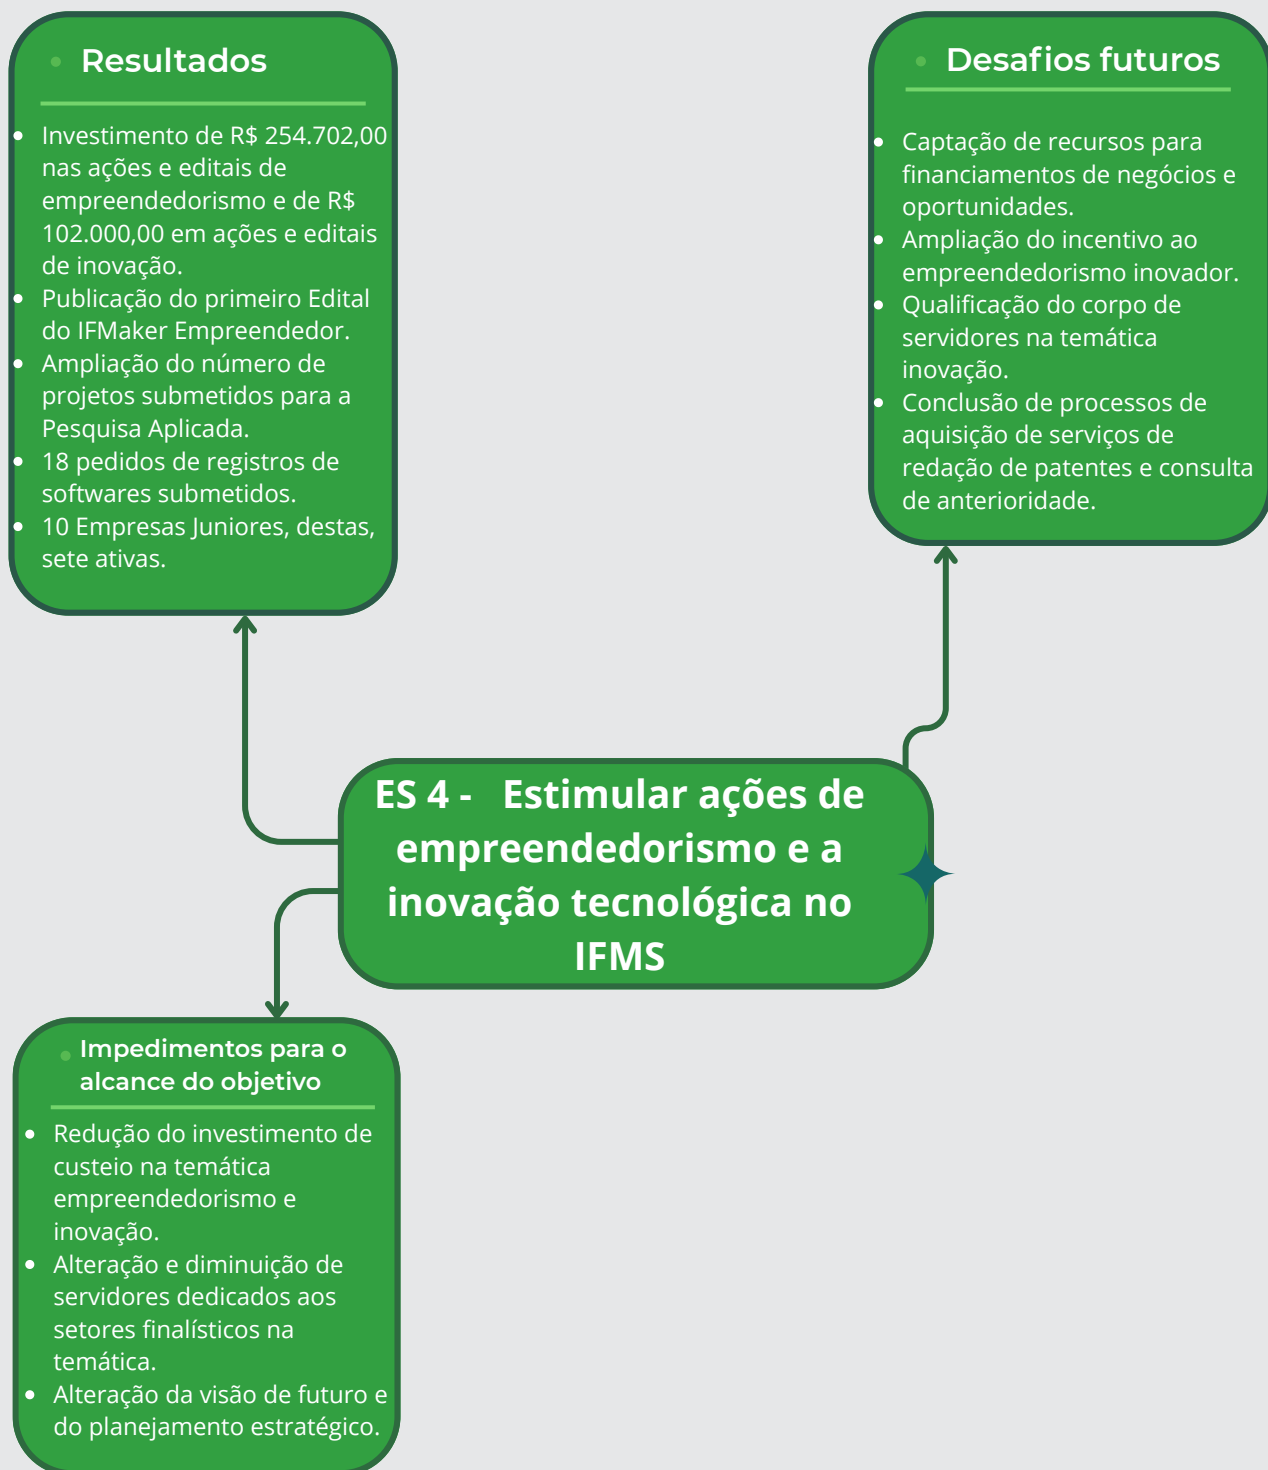 Resultados
Investimento de R$ 254.702,00
nas ações e editais de
empreendedorismo e de R$
102.000,00 em ações e editais
de inovação.
Publicação do primeiro Edital
do IFMaker Empreendedor.
Ampliação do número de
projetos submetidos para a
Pesquisa Aplicada.
18 pedidos de registros de
softwares submetidos.
10 Empresas Juniores, destas,
sete ativas.
Desafios futuros
Captação de recursos para
financiamentos de negócios e
oportunidades.
Ampliação do incentivo ao
empreendedorismo inovador.
Qualificação do corpo de
servidores na temática
inovação.
Conclusão de processos de
aquisição de serviços de
redação de patentes e consulta
de anterioridade.
ES 4 - Estimular ações de
empreendedorismo e a
inovação tecnológica no
IFMS
Impedimentos para o
alcance do objetivo
Redução do investimento de
custeio na temática
empreendedorismo e
inovação.
Alteração e diminuição de
servidores dedicados aos
setores finalísticos na
temática.
Alteração da visão de futuro e
do planejamento estratégico.